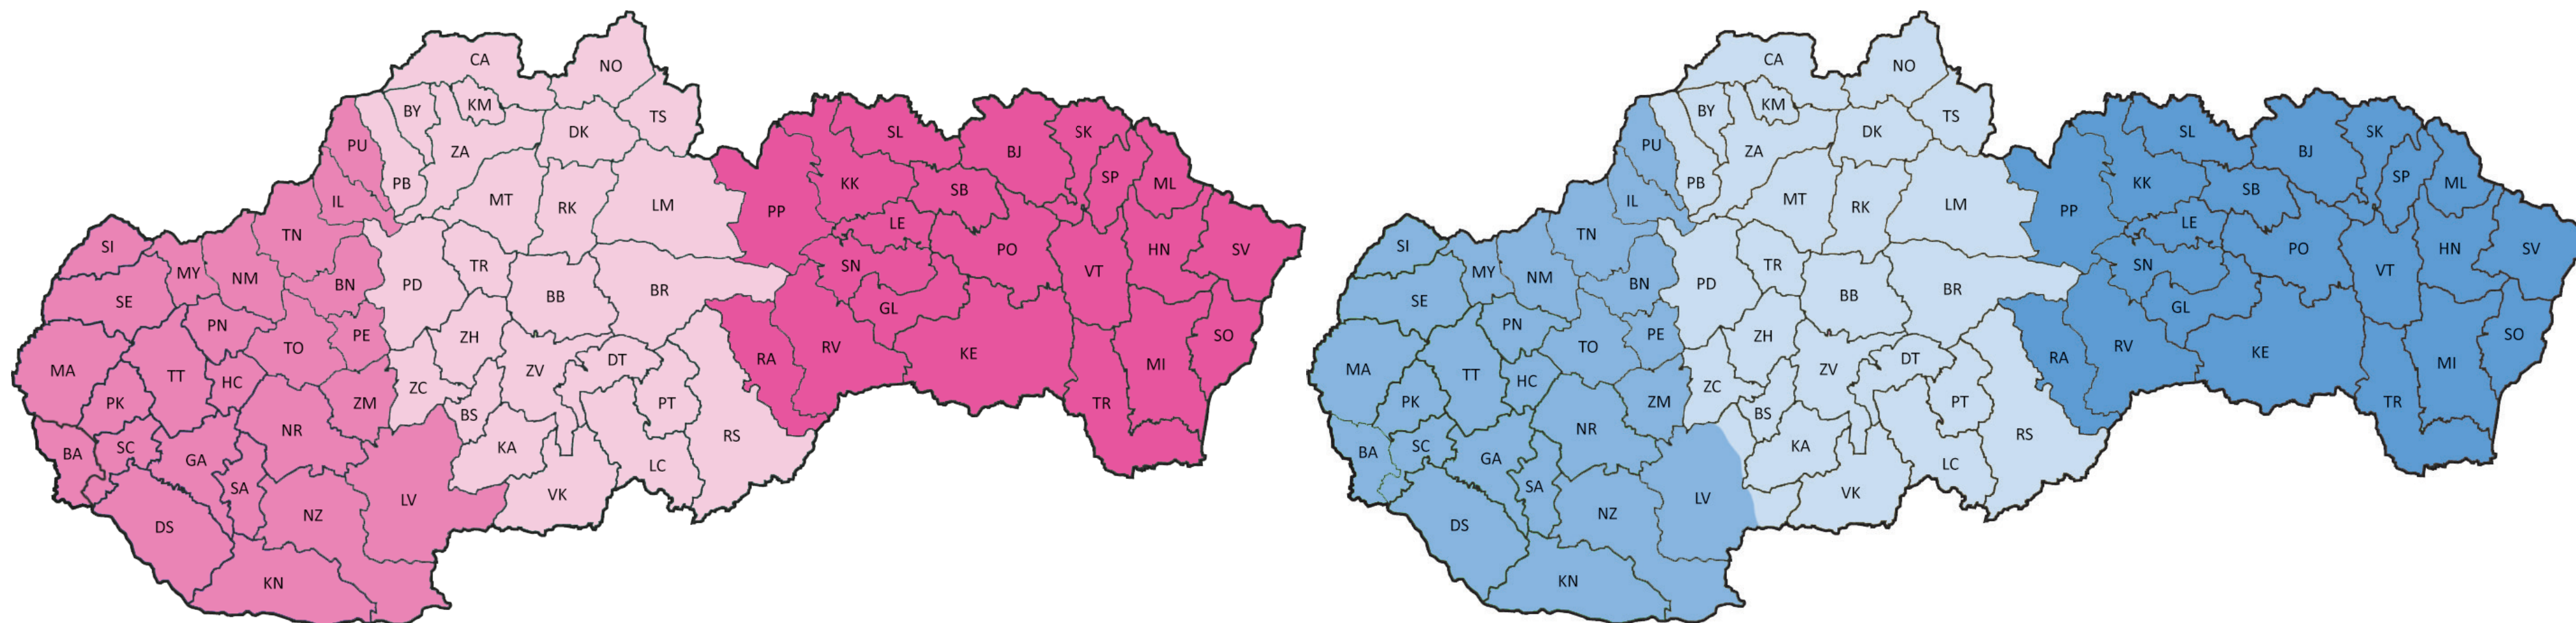 CA
NO
BY
KM
TS
PU
ZA
DK
PB
IL
MT
RK
LM
TN
SI
MY
NM
BN
PD
TR
BB
BR
SE
PN
TO
PE
ZH
MA
TT
HC
ZM
ZC
ZV
DT
PK
BS
PT
RS
BA
SC
GA
NR
KA
LC
SA
DS
NZ
LV
VK
KN
SL
BJ
SK
KK
SB
SP
ML
PP
LE
PO
HN
SV
SN
VT
GL
RA
RV
KE
MI
SO
TR
CA
NO
BY
KM
TS
PU
ZA
DK
PB
IL
MT
RK
LM
TN
SI
MY
NM
BN
PD
TR
BB
BR
SE
PN
TO
PE
ZH
MA
TT
HC
ZM
ZC
ZV
DT
PK
BS
PT
RS
BA
SC
GA
NR
KA
LC
SA
DS
NZ
LV
VK
KN
SL
BJ
SK
KK
SB
SP
ML
PP
LE
PO
HN
SV
SN
VT
GL
RA
RV
KE
MI
SO
TR